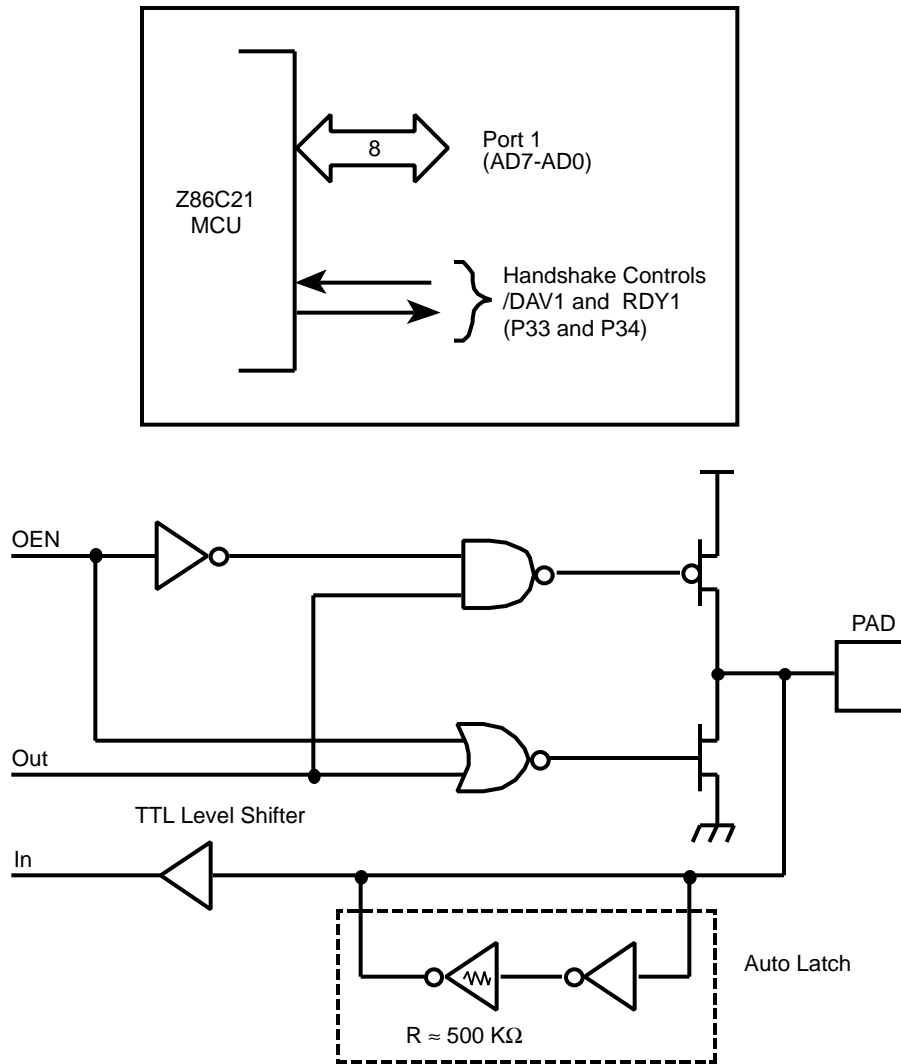 8
Port 1
(AD7-AD0)
Z86C21
MCU
Handshake Controls
/DAV1 and RDY1
(P33 and P34)
OEN
PAD
Out
TTL Level Shifter
In
Auto Latch
R ≈ 500 KΩ